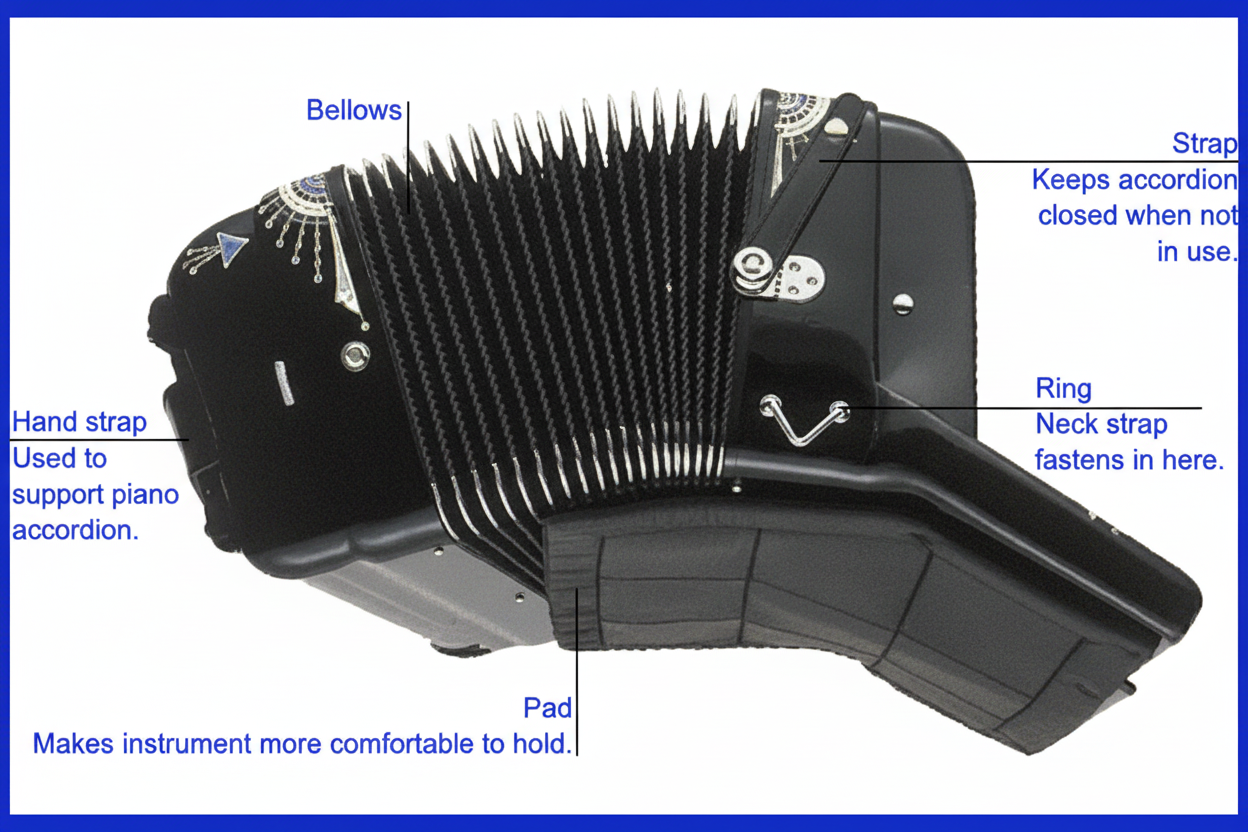 Bellows
Strap
Keeps accordion
closed when not
in use.
Ring
Neck strap
fastens in here.
Hand strap
Used to
support piano
accordion.
Pad
Makes instrument more comfortable to hold.